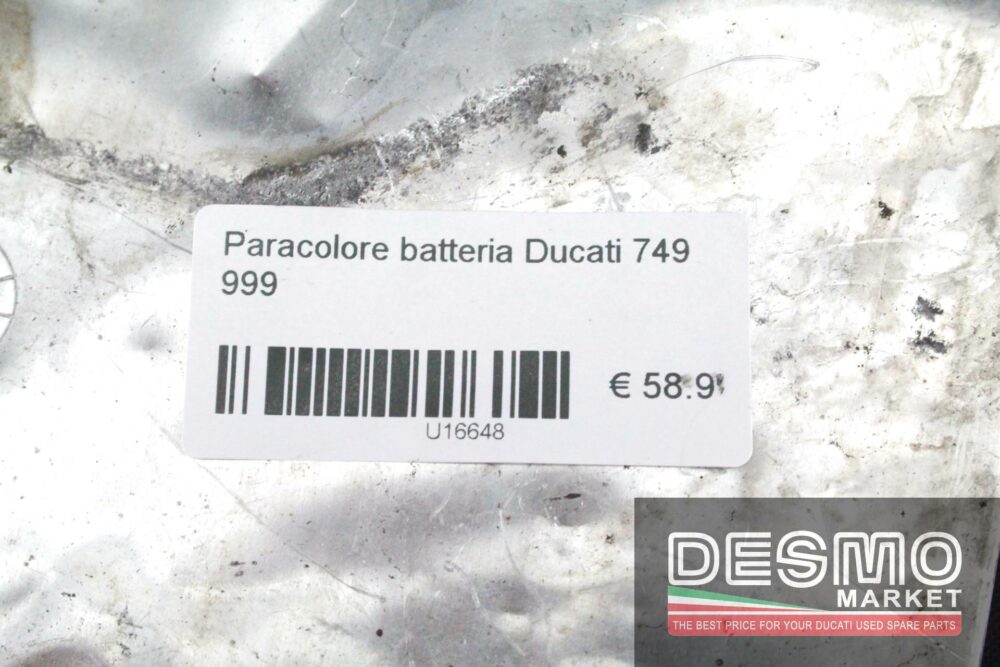 Paracolore batteria Ducati 749
999
€ 58.9
U16648
DESMO
MARKET
THE BEST PRICE FOR YOUR DUCATI USED SPARE PARTS